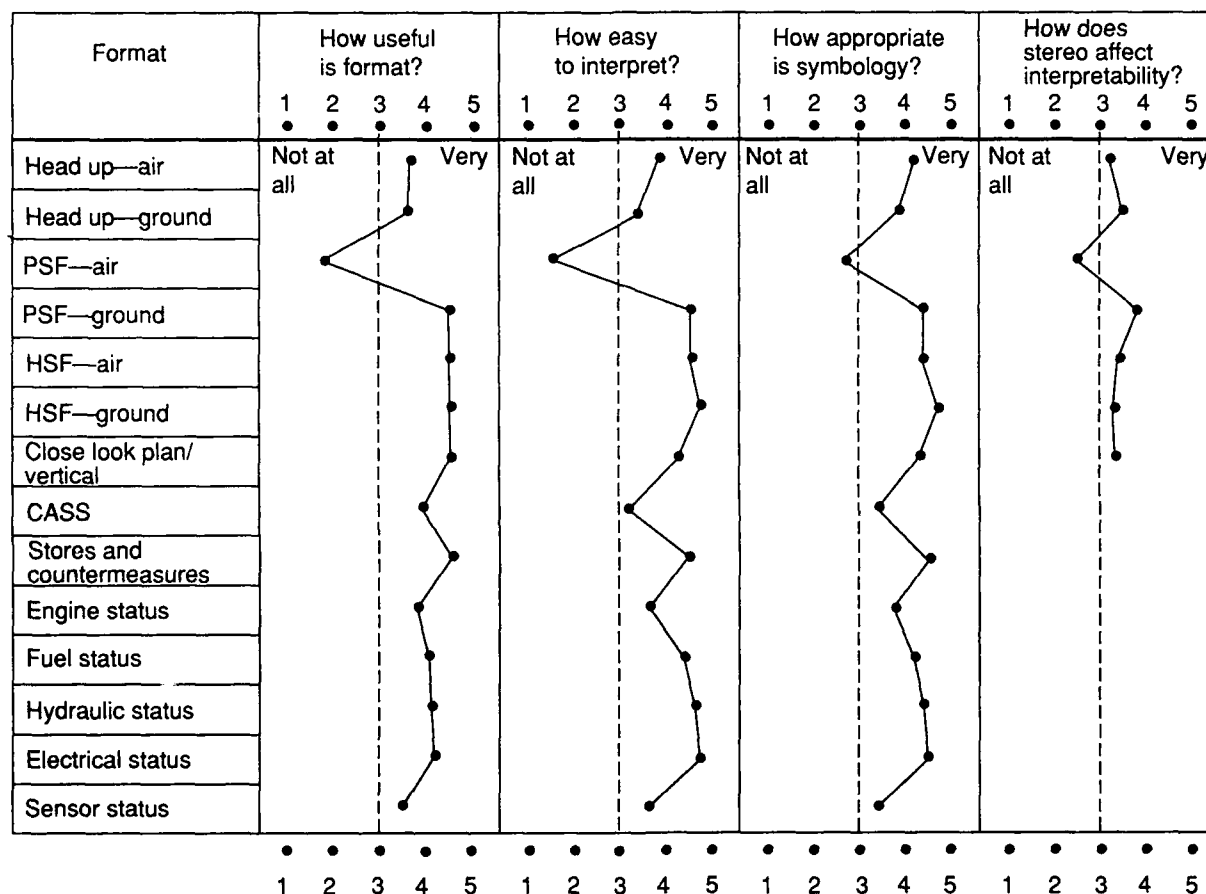 Format
How useful
is format?
How easy
to interpret?
How appropriate
is symbology?
How does
stereo affect
interpretability?
1 2 3 4 5
1 2 3 4 5
1 2 3 4 5
1 2 3 4 5
Not at
all
Very
Not at
all
Very
Not at
all
Very
Not at
all
Very
Head up—air
Head up—ground
PSF—air
PSF—ground
HSF—air
HSF—ground
Close look plan/
vertical
CASS
Stores and
countermeasures
Engine status
Fuel status
Hydraulic status
Electrical status
Sensor status
1 2 3 4 5
1 2 3 4 5
1 2 3 4 5
1 2 3 4 5